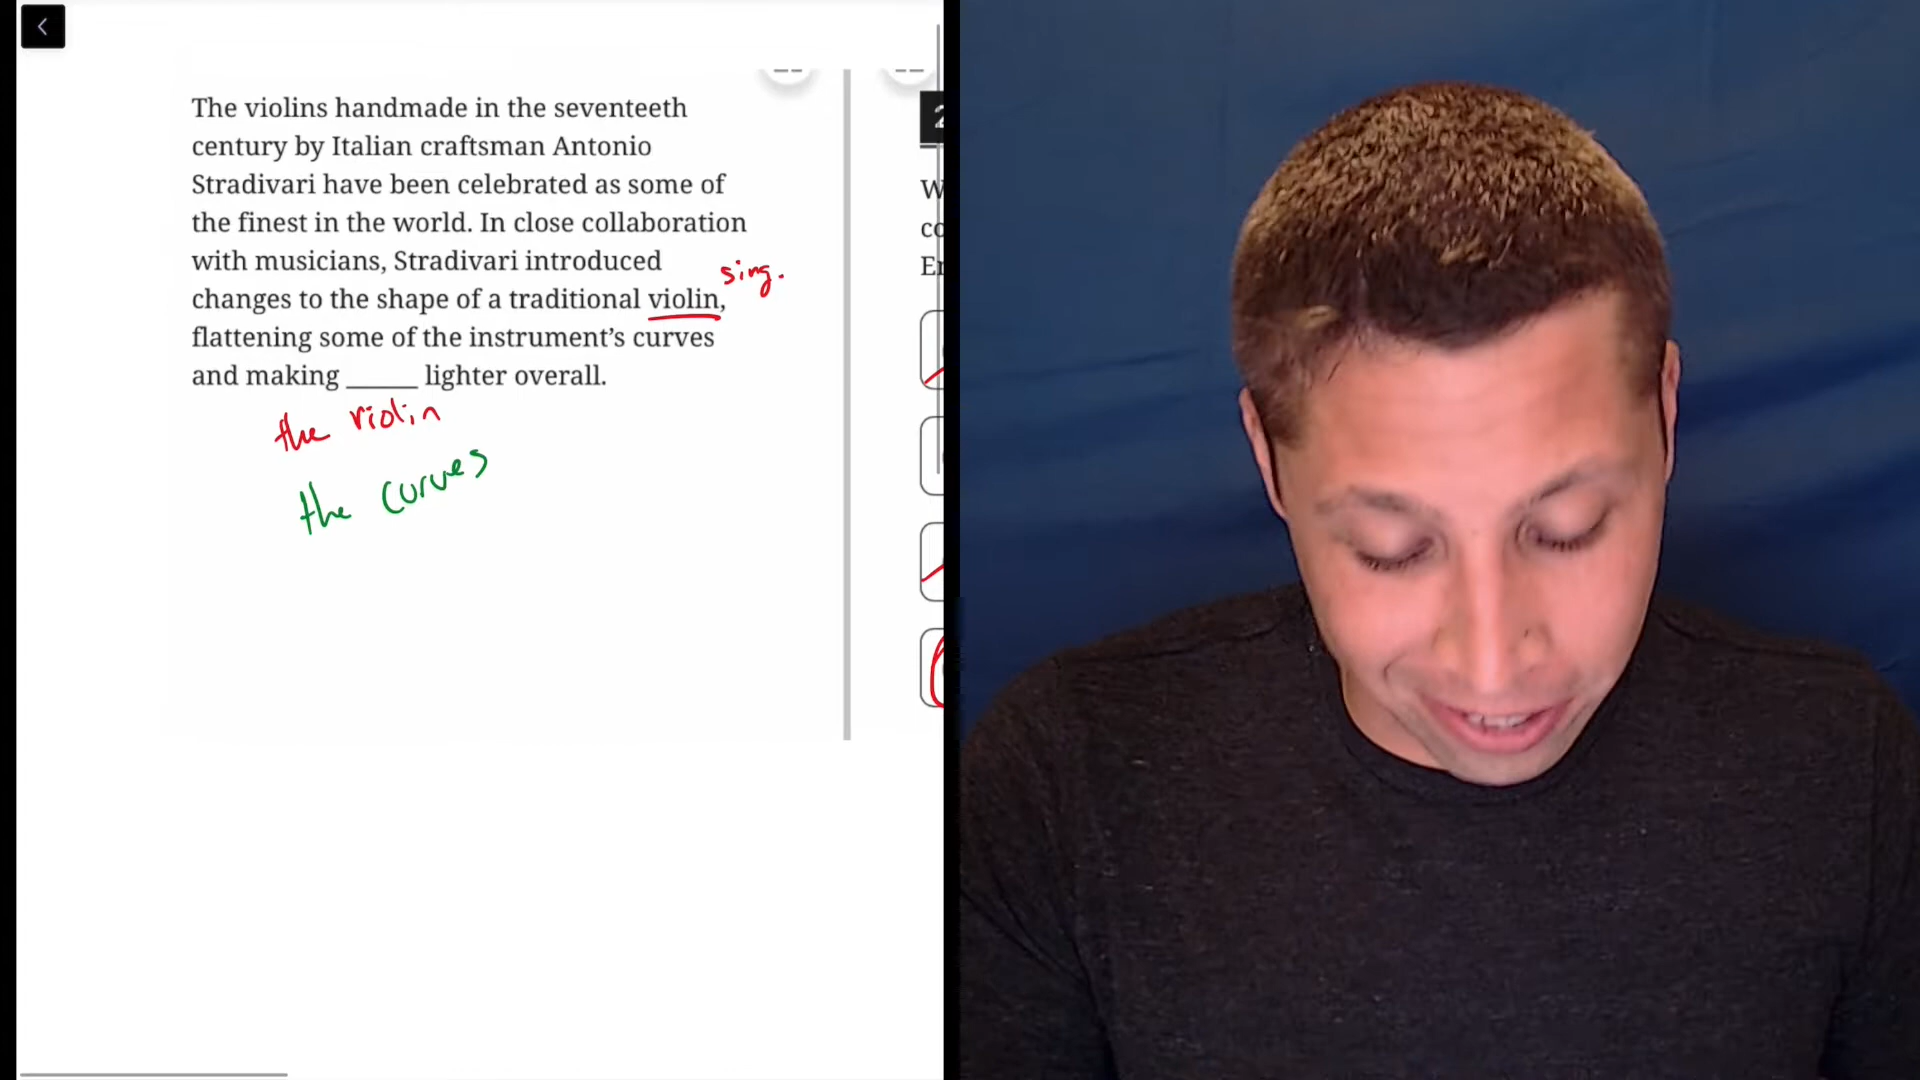 The violins handmade in the seventeeth
century by Italian craftsman Antonio
Stradivari have been celebrated as some of
the finest in the world. In close collaboration
with musicians, Stradivari introduced
sing.
changes to the shape of a traditional violin,
flattening some of the instrument’s curves
and making ______ lighter overall.
the violin
the curves
2
W
co